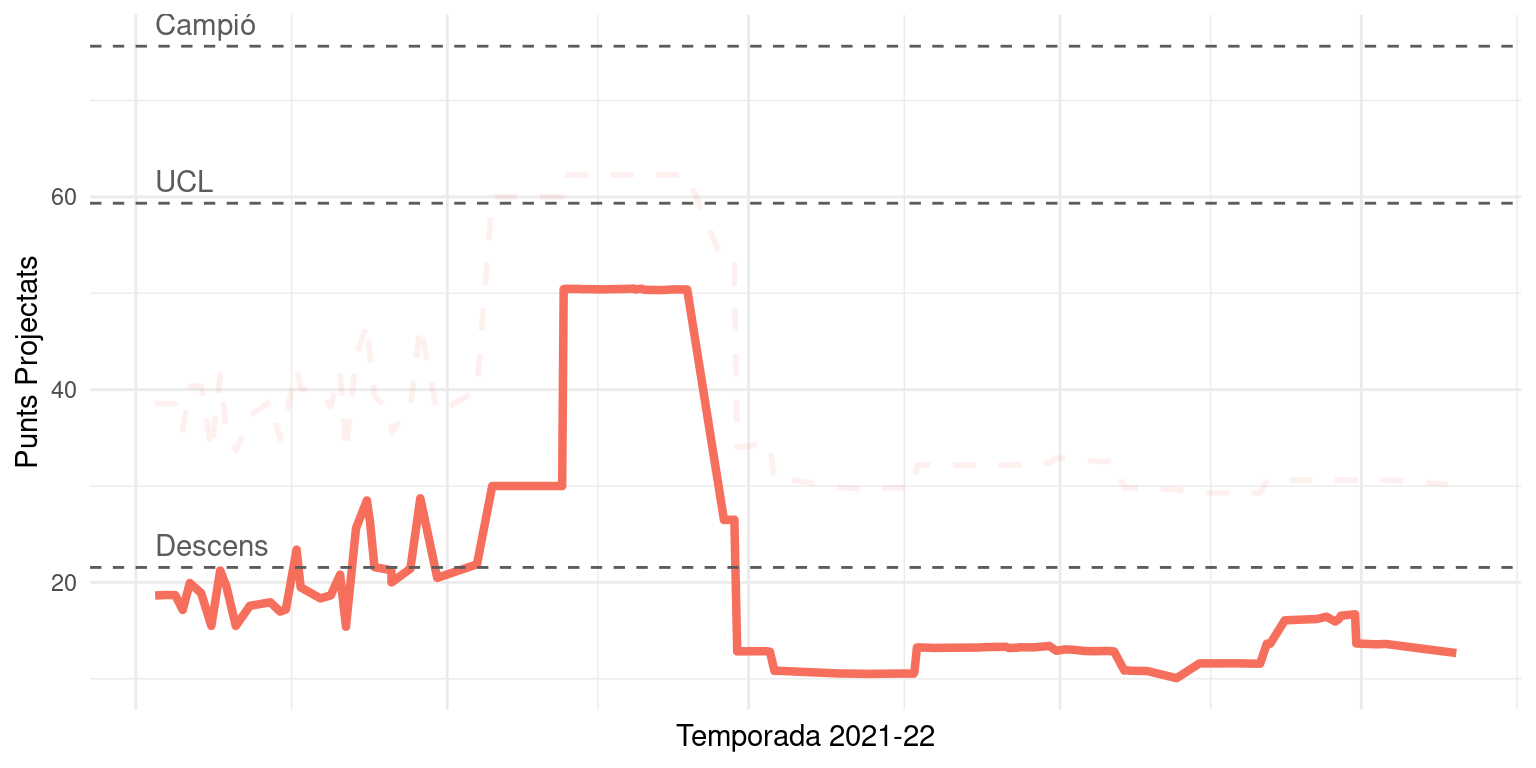 Campió
UCL
60
40
Descens
20
Punts Projectats
Temporada 2021-22